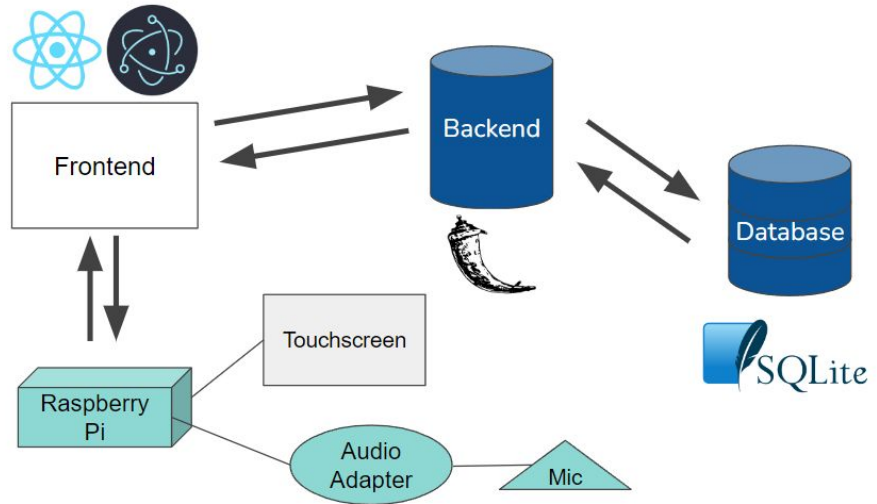 Frontend
Backend
Database
SQLite
Touchscreen
Raspberry
Pi
Audio
Adapter
Mic